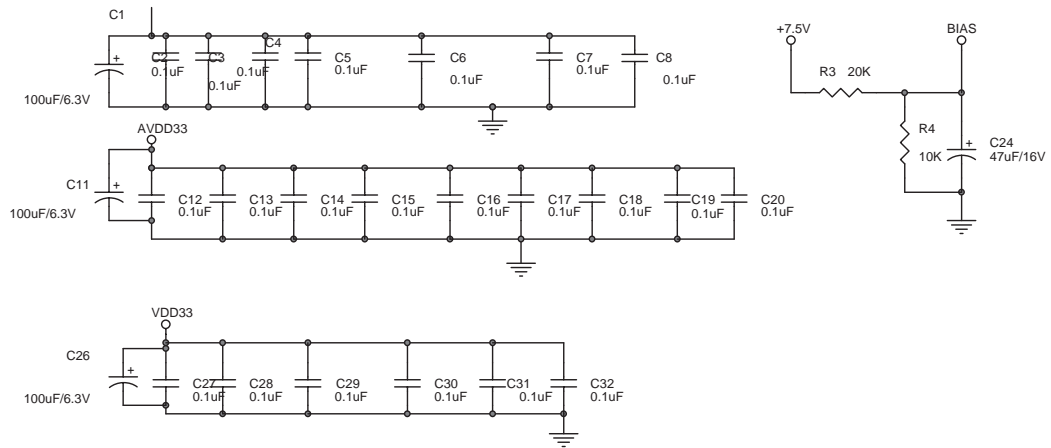 C1
C2
0.1uF
C3
0.1uF
C4
0.1uF
C5
0.1uF
C6
0.1uF
C7
0.1uF
C8
0.1uF
100uF/6.3V
+7.5V
BIAS
R3 20K
R4
10K
C24
47uF/16V
AVDD33
C11
100uF/6.3V
C12
0.1uF
C13
0.1uF
C14
0.1uF
C15
0.1uF
C16
0.1uF
C17
0.1uF
C18
0.1uF
C19
0.1uF
C20
0.1uF
VDD33
C26
100uF/6.3V
C27
0.1uF
C28
0.1uF
C29
0.1uF
C30
0.1uF
C31
0.1uF
C32
0.1uF